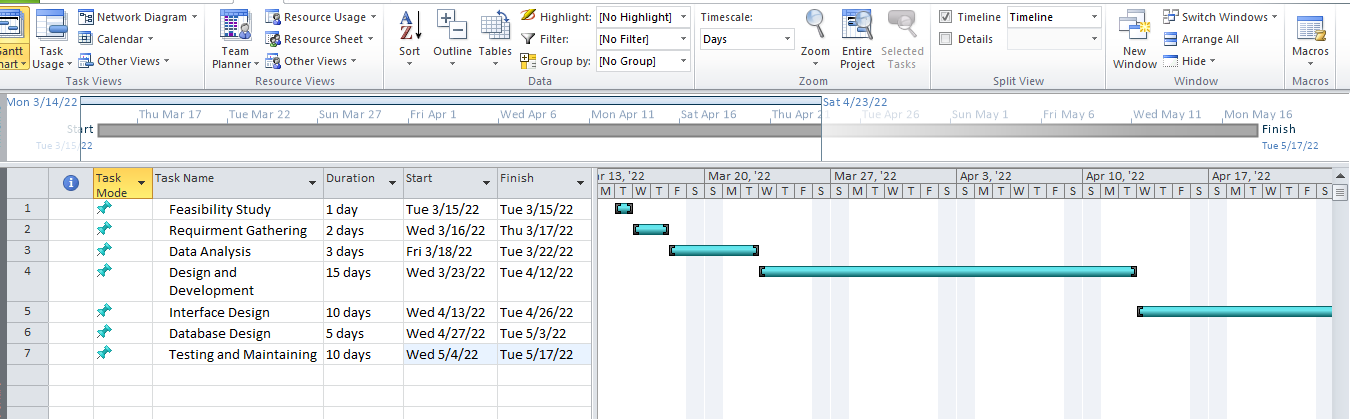 Network Diagram
Resource Usage
Highlight: [No Highlight]
Timescale:
Timeline Timeline
Switch Windows
Calendar
Resource Sheet
Filter: [No Filter]
Days
Details
Arrange All
Other Views
Other Views
Group by: [No Group]
Hide
Gantt Chart
Task Usage
Team Planner
Sort
Outline
Tables
Zoom
Entire Project
Selected Tasks
New Window
Macros
Task Views
Resource Views
Data
Zoom
Split View
Window
Macros
Mon 3/14/22
Sat 4/23/22
Thu Mar 17 Tue Mar 22 Sun Mar 27 Fri Apr 1 Wed Apr 6 Mon Apr 11 Sat Apr 16 Thu Apr 21 Tue Apr 26 Sun May 1 Fri May 6 Wed May 11 Mon May 16
Start
Finish
Tue 3/15/22
Tue 5/17/22
Task Mode Task Name Duration Start Finish
13, '22 Mar 20, '22 Mar 27, '22 Apr 3, '22 Apr 10, '22 Apr 17, '22
M T W T F S S M T W T F S S M T W T F S S M T W T F S S M T W T F S S M T W T F S
1 Feasibility Study 1 day Tue 3/15/22 Tue 3/15/22
2 Requirment Gathering 2 days Wed 3/16/22 Thu 3/17/22
3 Data Analysis 3 days Fri 3/18/22 Tue 3/22/22
4 Design and 15 days Wed 3/23/22 Tue 4/12/22
Development
5 Interface Design 10 days Wed 4/13/22 Tue 4/26/22
6 Database Design 5 days Wed 4/27/22 Tue 5/3/22
7 Testing and Maintaining 10 days Wed 5/4/22 Tue 5/17/22